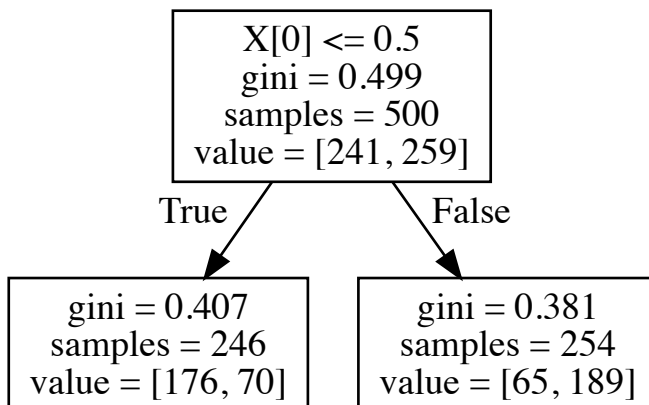 X[0] <= 0.5
gini = 0.499
samples = 500
value = [241, 259]
True
False
gini = 0.407
samples = 246
value = [176, 70]
gini = 0.381
samples = 254
value = [65, 189]